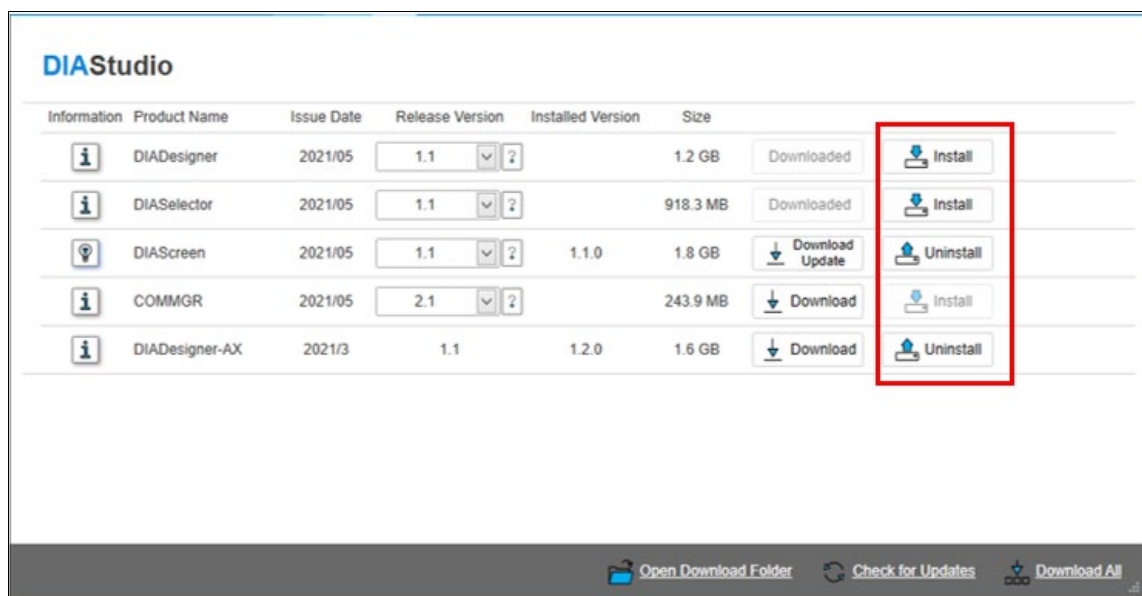 DIAStudio
Information Product Name Issue Date Release Version Installed Version Size
i DIADesigner 2021/05 1.1 ? 1.2 GB Downloaded Install
i DIASelector 2021/05 1.1 ? 918.3 MB Downloaded Install
DIAScreen 2021/05 1.1 ? 1.1.0 1.8 GB Download Update Uninstall
i COMMGR 2021/05 2.1 ? 243.9 MB Download Install
i DIADesigner-AX 2021/3 1.1 1.2.0 1.6 GB Download Uninstall
Open Download Folder Check for Updates Download All